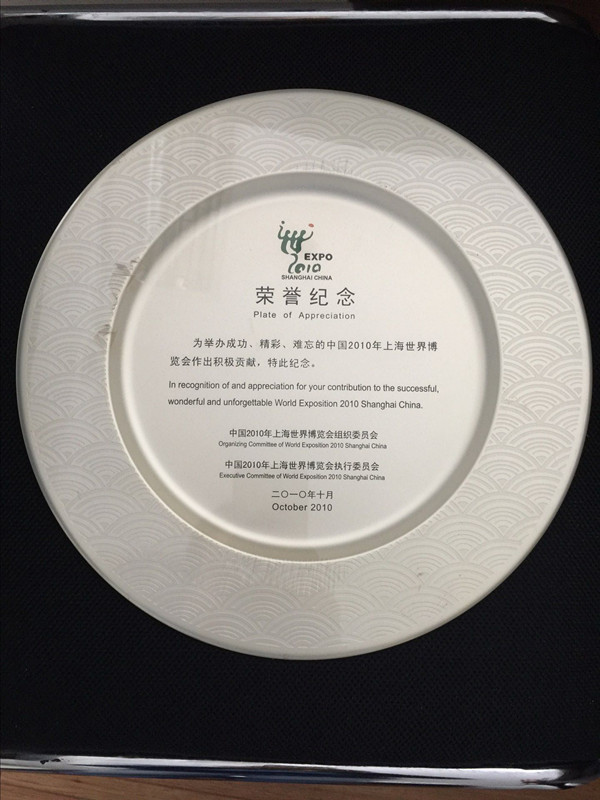 EXPO
2010
SHANGHAI CHINA
荣誉纪念
Plate of Appreciation
为举办成功、精彩、难忘的中国2010年上海世界博
览会作出积极贡献，特此纪念。
In recognition of and appreciation for your contribution to the successful,
wonderful and unforgettable World Exposition 2010 Shanghai China.
中国2010年上海世界博览会组织委员会
Organizing Committee of World Exposition 2010 Shanghai China
中国2010年上海世界博览会执行委员会
Executive Committee of World Exposition 2010 Shanghai China
二〇一〇年十月
October 2010